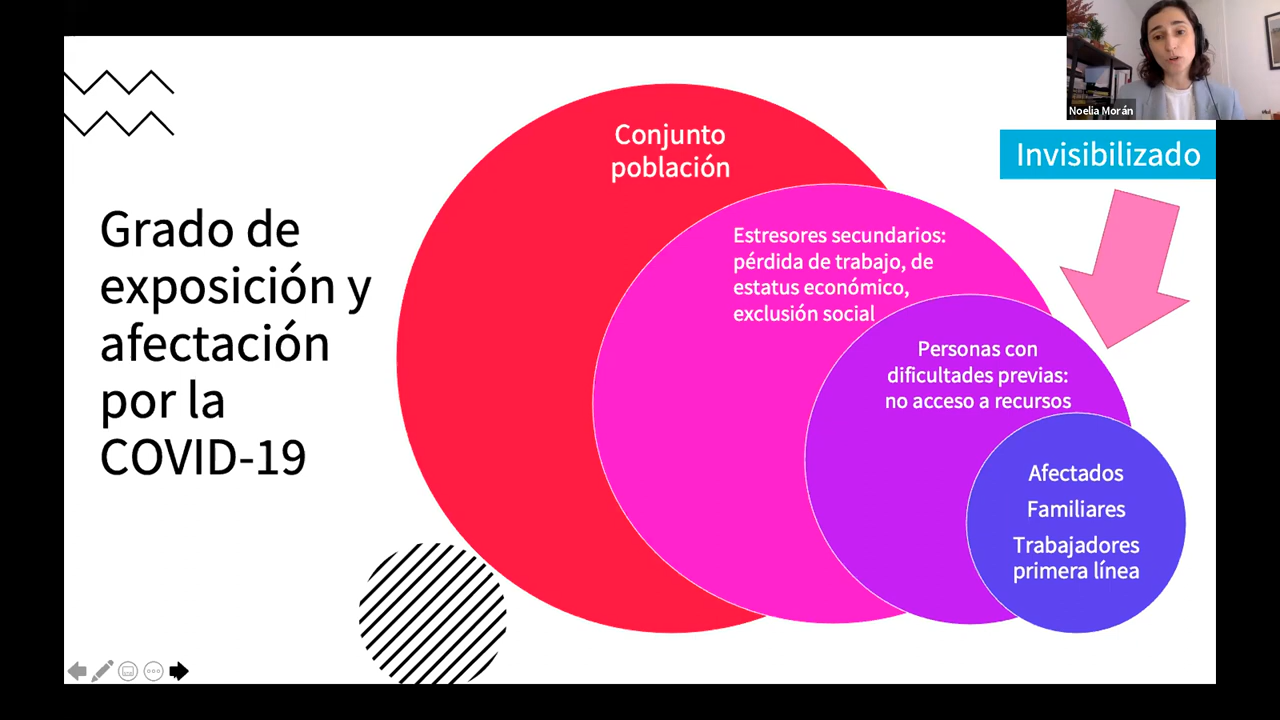 Noelia Morán
Invisibilizado
Grado de
exposición y
afectación
por la
COVID-19
Conjunto
población
Estresores secundarios:
pérdida de trabajo, de
estatus económico,
exclusión social
Personas con
dificultades previas:
no acceso a recursos
Afectados
Familiares
Trabajadores
primera línea